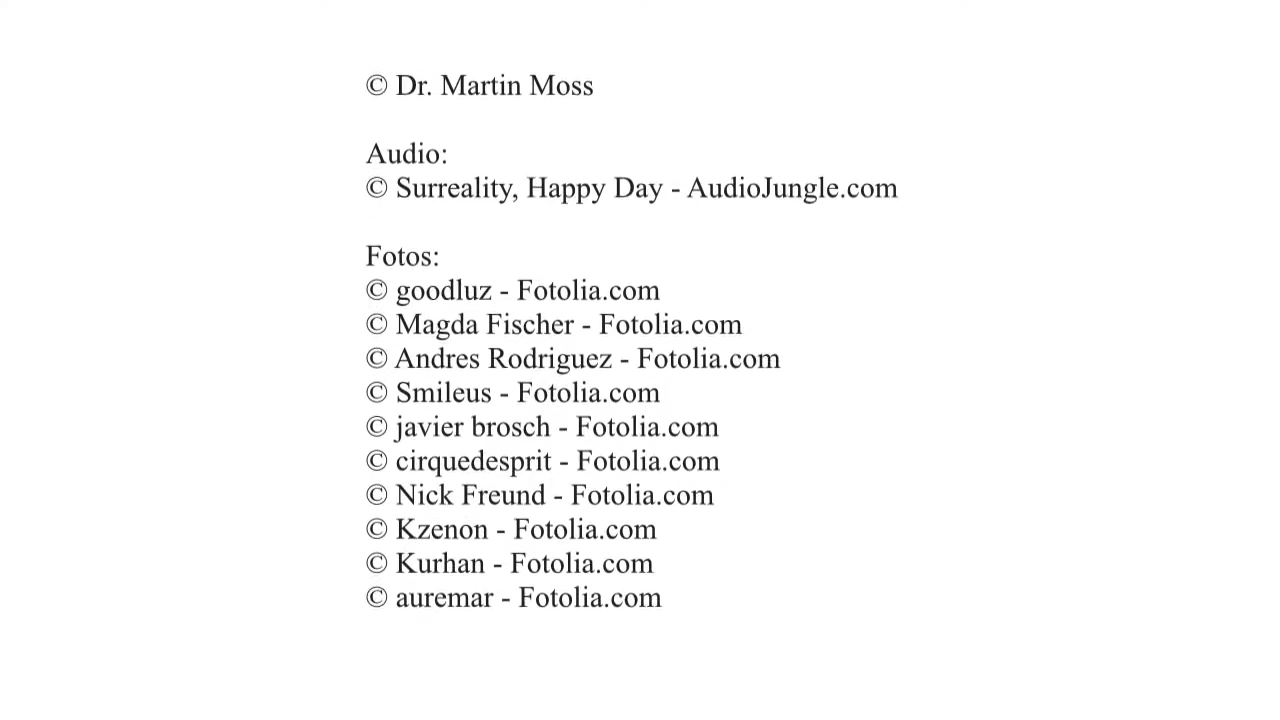 © Dr. Martin Moss
Audio:
© Surreality, Happy Day - AudioJungle.com
Fotos:
© goodluz - Fotolia.com
© Magda Fischer - Fotolia.com
© Andres Rodriguez - Fotolia.com
© Smileus - Fotolia.com
© javier brosch - Fotolia.com
© cirquedesprit - Fotolia.com
© Nick Freund - Fotolia.com
© Kzenon - Fotolia.com
© Kurhan - Fotolia.com
© auremar - Fotolia.com